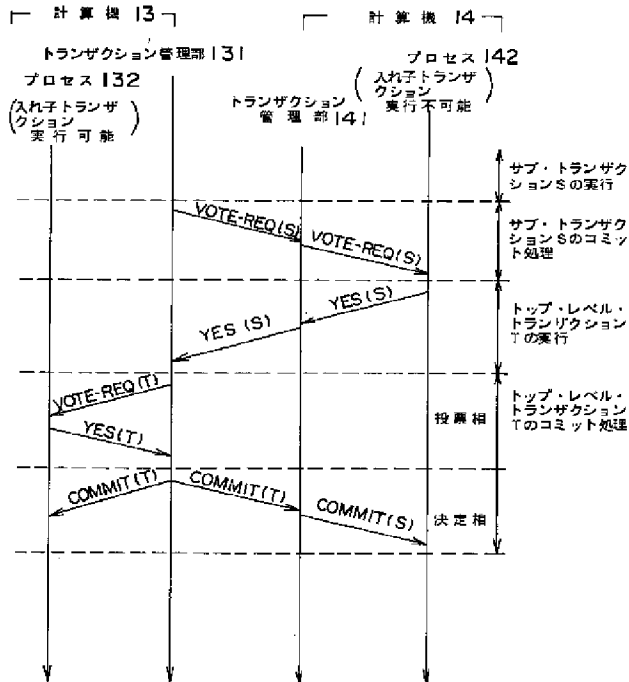 計算機 13
計算機 14
トランザクション管理部 131
プロセス 132
(入れ子トランザ
クション
実行可能)
プロセス 142
(入れ子トランザ
クション
実行不可能)
トランザクション
管理部 141
サブ・トランザク
ションSの実行
VOTE-REQ(S)
VOTE-REQ(S)
サブ・トランザク
ションSのコミッ
ト処理
YES(S)
YES(S)
トップ・レベル・
トランザクション
Tの実行
VOTE-REQ(T)
YES(T)
投票相
トップ・レベル・
トランザクション
Tのコミット処理
COMMIT(T)
COMMIT(T)
COMMIT(S)
決定相